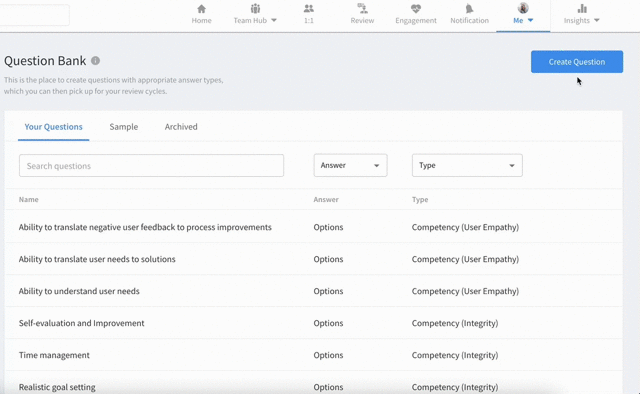 Home Team Hub 1:1 Review Engagement Notification Me Insights
Question Bank
Create Question
This is the place to create questions with appropriate answer types,
which you can then pick up for your review cycles.
Your Questions Sample Archived
Search questions Answer Type
Name Answer Type
Ability to translate negative user feedback to process improvements Options Competency (User Empathy)
Ability to translate user needs to solutions Options Competency (User Empathy)
Ability to understand user needs Options Competency (User Empathy)
Self-evaluation and Improvement Options Competency (Integrity)
Time management Options Competency (Integrity)
Realistic goal setting Options Competency (Integrity)